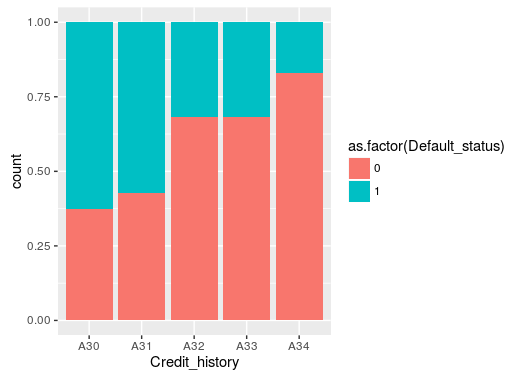 1.00
0.75
0.50
0.25
0.00
count
A30 A31 A32 A33 A34
Credit_history
as.factor(Default_status)
0
1